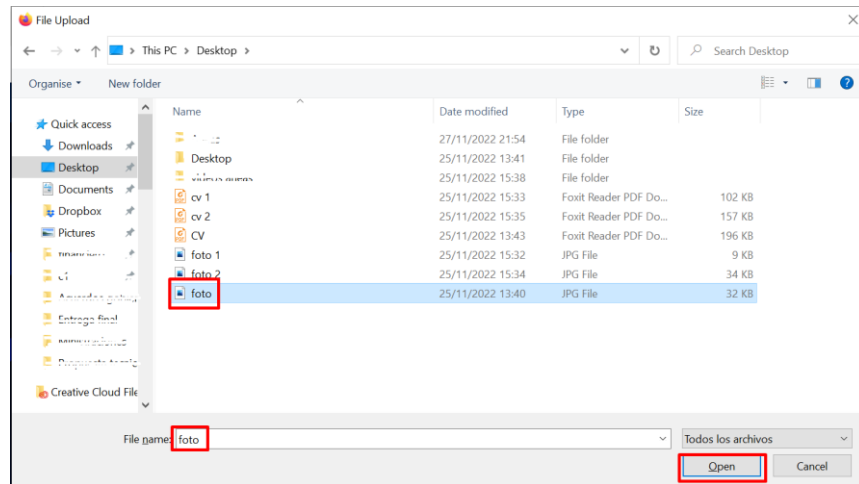 File Upload
This PC > Desktop >
Search Desktop
Organise New folder
Quick access
Downloads
Desktop
Documents
Dropbox
Pictures
Entrega final
Creative Cloud File
Name Date modified Type Size
27/11/2022 21:54 File folder
Desktop 25/11/2022 13:41 File folder
25/11/2022 15:38 File folder
cv 1 25/11/2022 15:33 Foxit Reader PDF Do... 102 KB
cv 2 25/11/2022 15:35 Foxit Reader PDF Do... 157 KB
CV 25/11/2022 13:43 Foxit Reader PDF Do... 196 KB
foto 1 25/11/2022 15:32 JPG File 9 KB
foto 2 25/11/2022 15:34 JPG File 34 KB
foto 25/11/2022 13:40 JPG File 32 KB
File name: foto Todos los archivos
Open Cancel